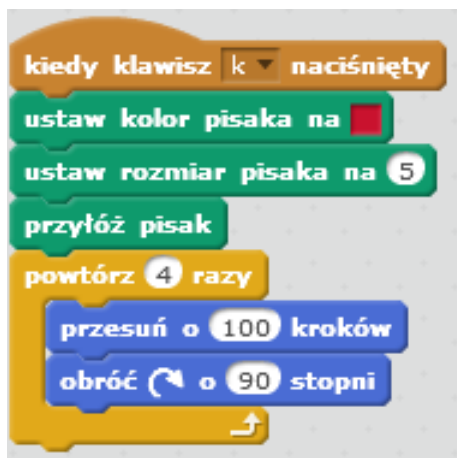 kiedy klawisz k naciśnięty
ustaw kolor pisaka na
ustaw rozmiar pisaka na 5
przyłóż pisak
powtórz 4 razy
przesuń o 100 kroków
obróć o 90 stopni